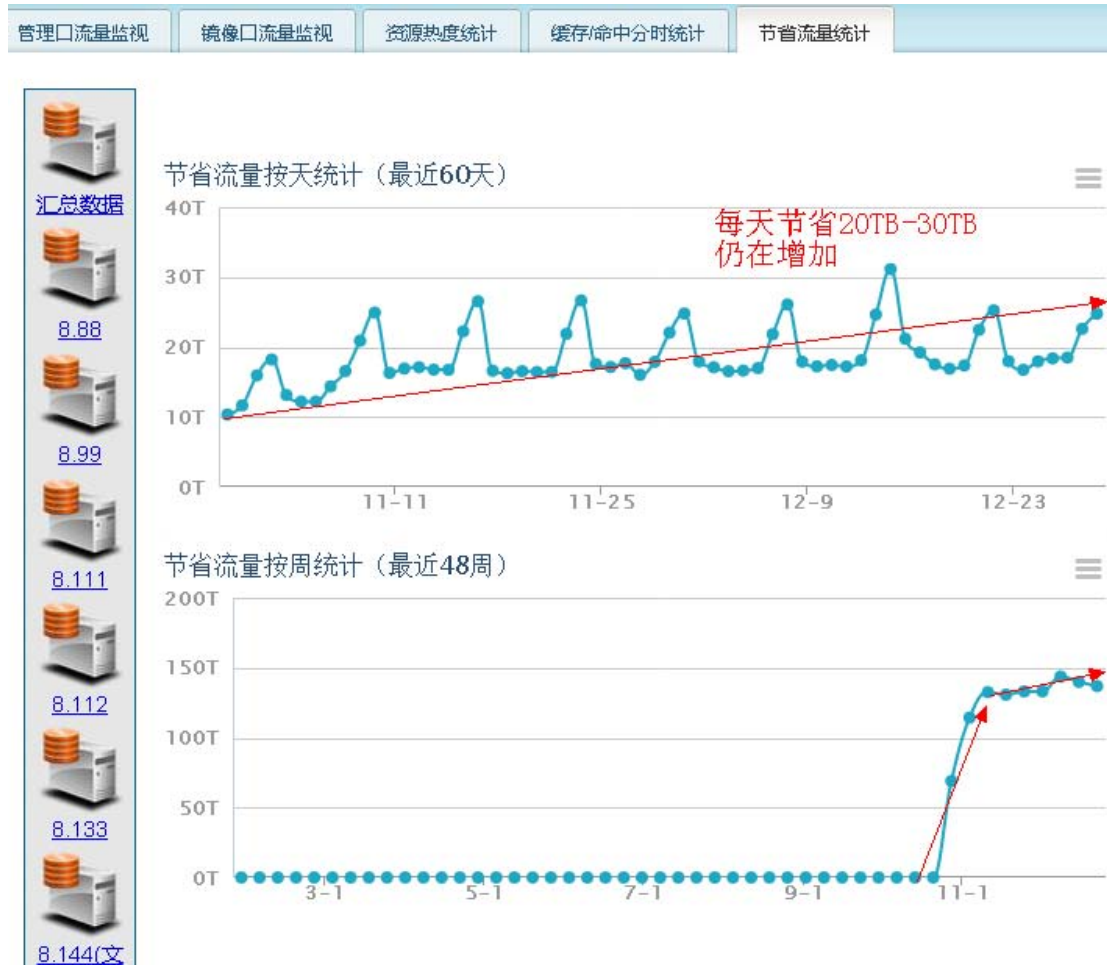 管理口流量监视 镜像口流量监视 资源热度统计 缓存/命中分时统计 节省流量统计
汇总数据
8.88
8.99
8.111
8.112
8.133
8.144(文
节省流量按天统计（最近60天）
40T
每天节省20TB-30TB
仍在增加
30T
20T
10T
0T
11-11 11-25 12-9 12-23
节省流量按周统计（最近48周）
200T
150T
100T
50T
0T
3-1 5-1 7-1 9-1 11-1